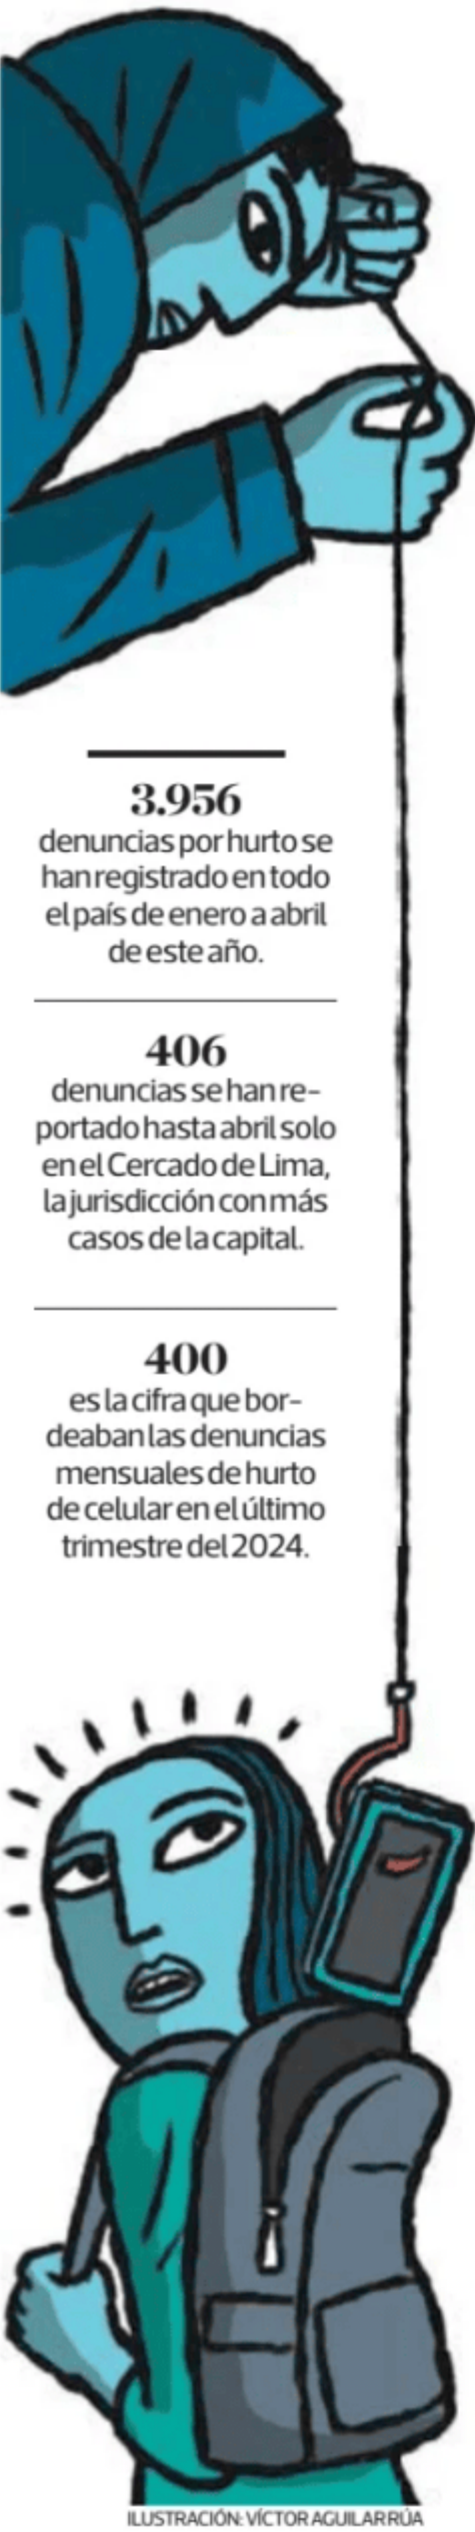 3.956
denuncias por hurto se
han registrado en todo
el país de enero a abril
de este año.
406
denuncias se han re-
portado hasta abril solo
en el Cercado de Lima,
la jurisdicción con más
casos de la capital.
400
es la cifra que bor-
deaban las denuncias
mensuales de hurto
de celular en el último
trimestre del 2024.
ILUSTRACIÓN: VÍCTOR AGUILAR RÚA